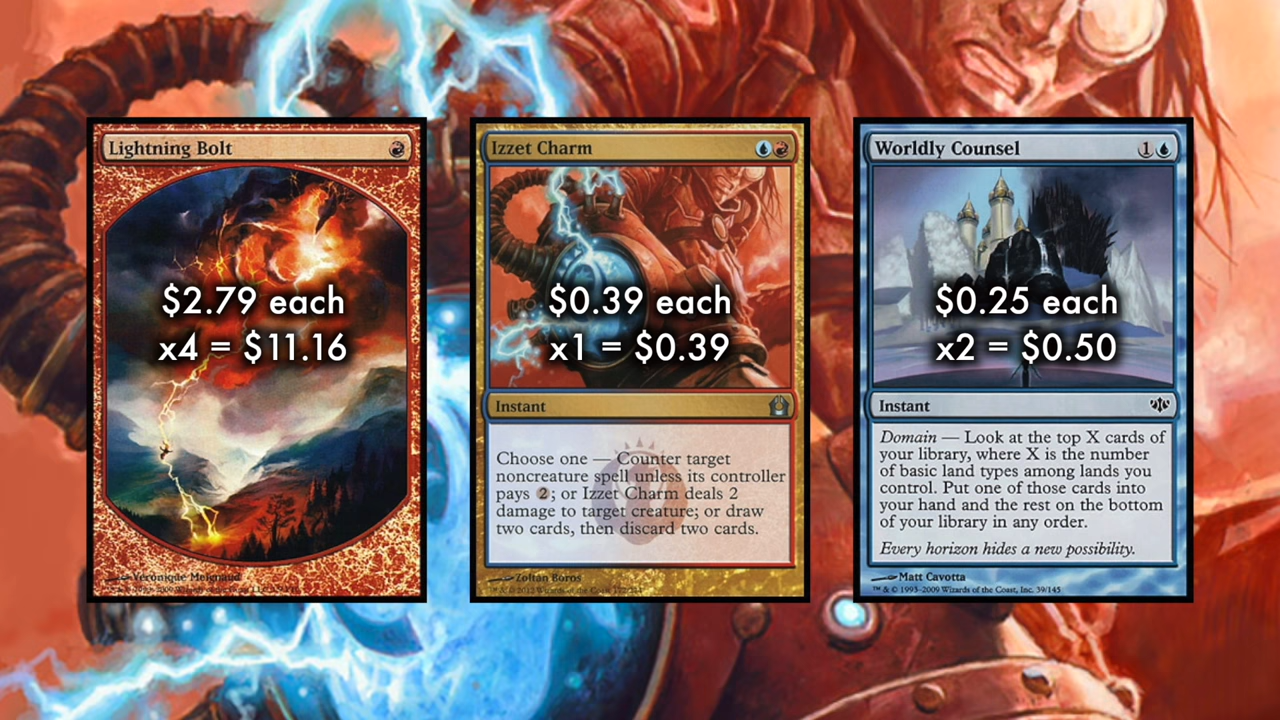 Lightning Bolt
$2.79 each
x4 = $11.16
Véronique Meignaud
Izzet Charm
$0.39 each
x1 = $0.39
Instant
Choose one — Counter target
noncreature spell unless its controller
pays 2; or Izzet Charm deals 2
damage to target creature; or draw
two cards, then discard two cards.
Zoltan Boros
Worldly Counsel
1
$0.25 each
x2 = $0.50
Instant
Domain — Look at the top X cards of
your library, where X is the number
of basic land types among lands you
control. Put one of those cards into
your hand and the rest on the bottom
of your library in any order.
Every horizon hides a new possibility.
Matt Cavotta
™ & © 1993–2009 Wizards of the Coast, Inc. 39/145